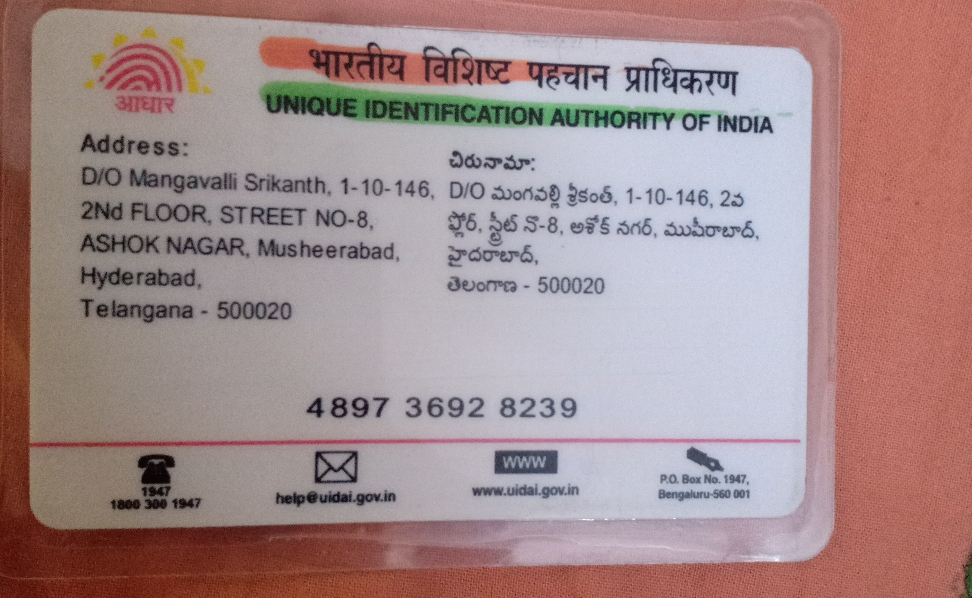 भारतीय विशिष्ट पहचान प्राधिकरण
आधार
UNIQUE IDENTIFICATION AUTHORITY OF INDIA
Address:
D/O Mangavalli Srikanth, 1-10-146,
2Nd FLOOR, STREET NO-8,
ASHOK NAGAR, Musheerabad,
Hyderabad,
Telangana - 500020
చిరునామా:
D/O మంగవల్లి శ్రీకంత్, 1-10-146, 2వ
ఫ్లోర్, స్ట్రీట్ నొ-8, అశోక్ నగర్, ముషీరాబాద్,
హైదరాబాద్,
తెలంగాణ - 500020
4897 3692 8239
1947
1800 300 1947
help@uidai.gov.in
WWW
www.uidai.gov.in
P.O. Box No. 1947,
Bengaluru-560 001